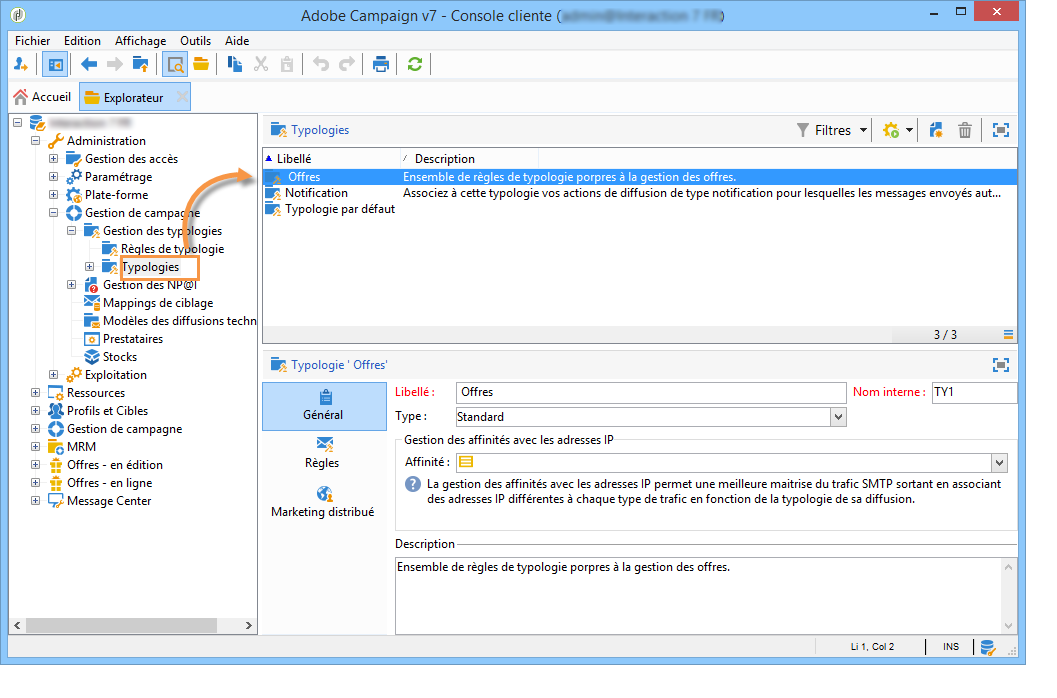 Adobe Campaign v7 - Console cliente (
Fichier Edition Affichage Outils Aide
Accueil Explorateur
Administration
Gestion des accès
Paramétrage
Plate-forme
Gestion de campagne
Gestion des typologies
Règles de typologie
Typologies
Gestion des NP@I
Mappings de ciblage
Modèles des diffusions techn
Prestataires
Stocks
Exploitation
Ressources
Profils et Cibles
Gestion de campagne
MRM
Offres - en édition
Offres - en ligne
Message Center
Typologies Filtres
Libellé / Description
Offres Ensemble de règles de typologie porpres à la gestion des offres.
Notification Associez à cette typologie vos actions de diffusion de type notification pour lesquelles les messages envoyés aut...
Typologie par défaut
3 / 3
Typologie ' Offres'
Général
Règles
Marketing distribué
Libellé : Offres Nom interne : TY1
Type : Standard
Gestion des affinités avec les adresses IP
Affinité :
La gestion des affinités avec les adresses IP permet une meilleure maitrise du trafic SMTP sortant en associant
des adresses IP différentes à chaque type de trafic en fonction de la typologie de sa diffusion.
Description
Ensemble de règles de typologie porpres à la gestion des offres.
Li 1, Col 2 INS